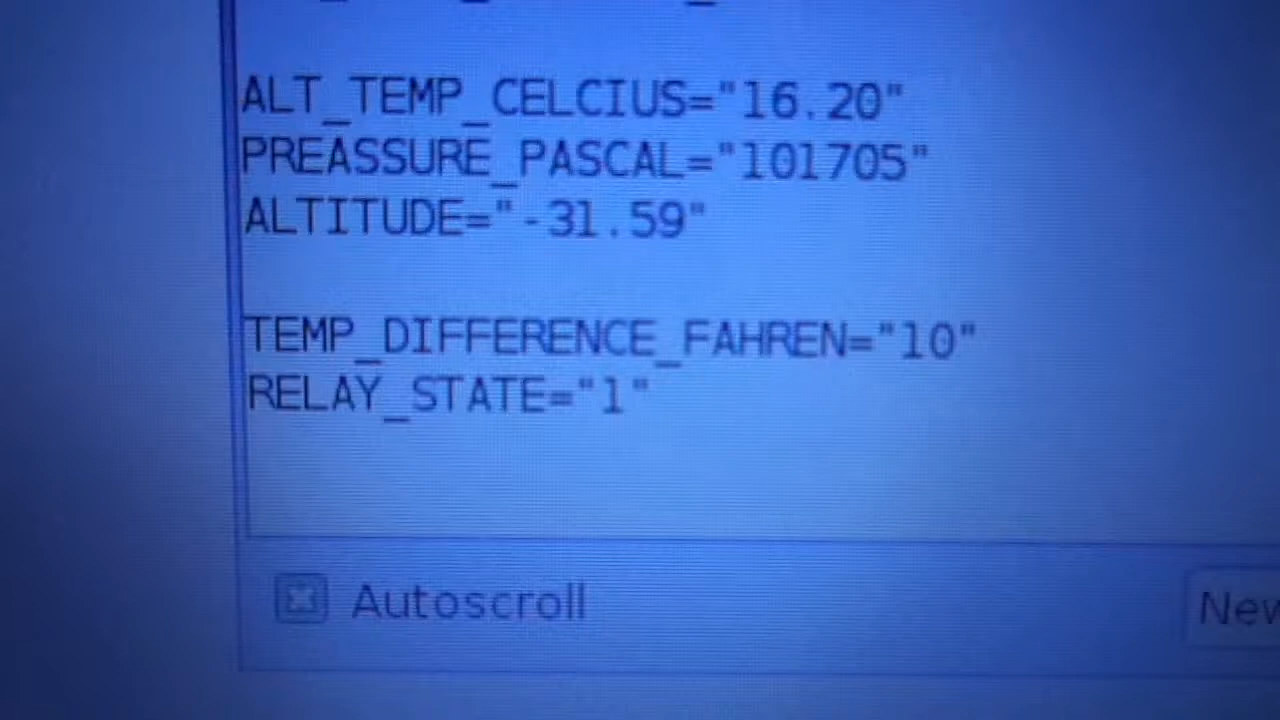 ALT_TEMP_CELCIUS="16.20"
PREASSURE_PASCAL="101705"
ALTITUDE="-31.59"
TEMP_DIFFERENCE_FAHREN="10"
RELAY_STATE="1"
Autoscroll